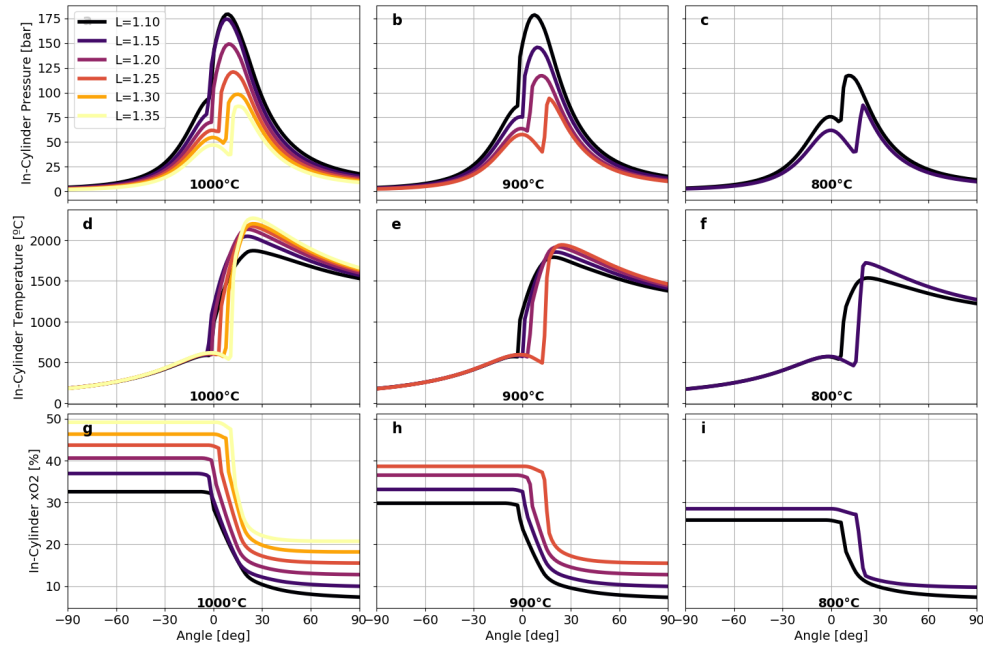 a
b
c
In-Cylinder Pressure [bar]
175
150
125
100
75
50
25
0
L=1.10
L=1.15
L=1.20
L=1.25
L=1.30
L=1.35
1000°C
900°C
800°C
d
e
f
In-Cylinder Temperature [ºC]
2000
1500
1000
500
0
1000°C
900°C
800°C
g
h
i
In-Cylinder xO2 [%]
50
40
30
20
10
1000°C
900°C
800°C
−90 −60 −30 0 30 60 90
−90 −60 −30 0 30 60 90
−90 −60 −30 0 30 60 90
Angle [deg]
Angle [deg]
Angle [deg]